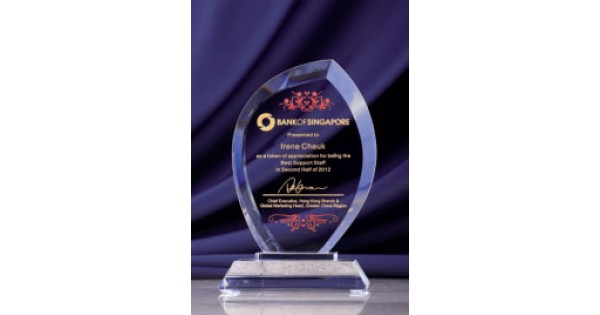 BANKOFSINGAPORE
Presented to
Irene Cheuk
as a token of appreciation for being the
Best Support Staff
in Second Half of 2012
Chief Executive, Hong Kong Branch &
Global Marketing Head, Greater China Region